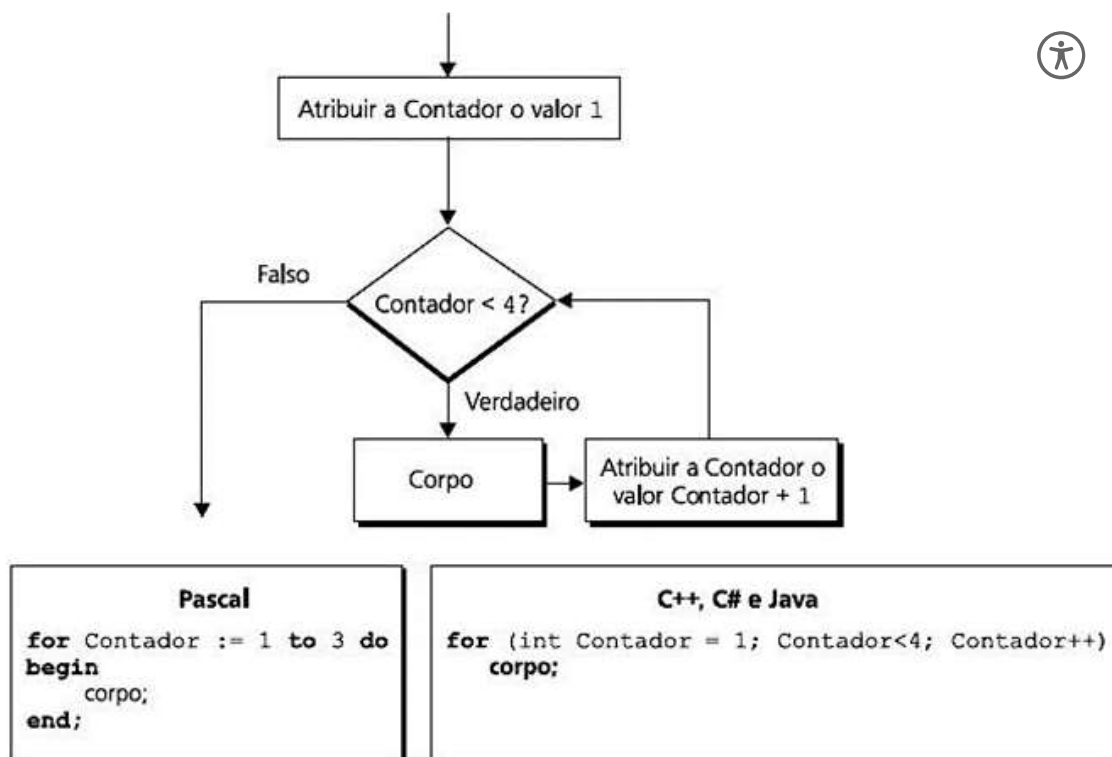 Atribuir a Contador o valor 1
Falso
Contador < 4?
Verdadeiro
Corpo
Atribuir a Contador o
valor Contador + 1
Pascal
for Contador := 1 to 3 do
begin
corpo;
end;
C++, C# e Java
for (int Contador = 1; Contador<4; Contador++)
corpo;